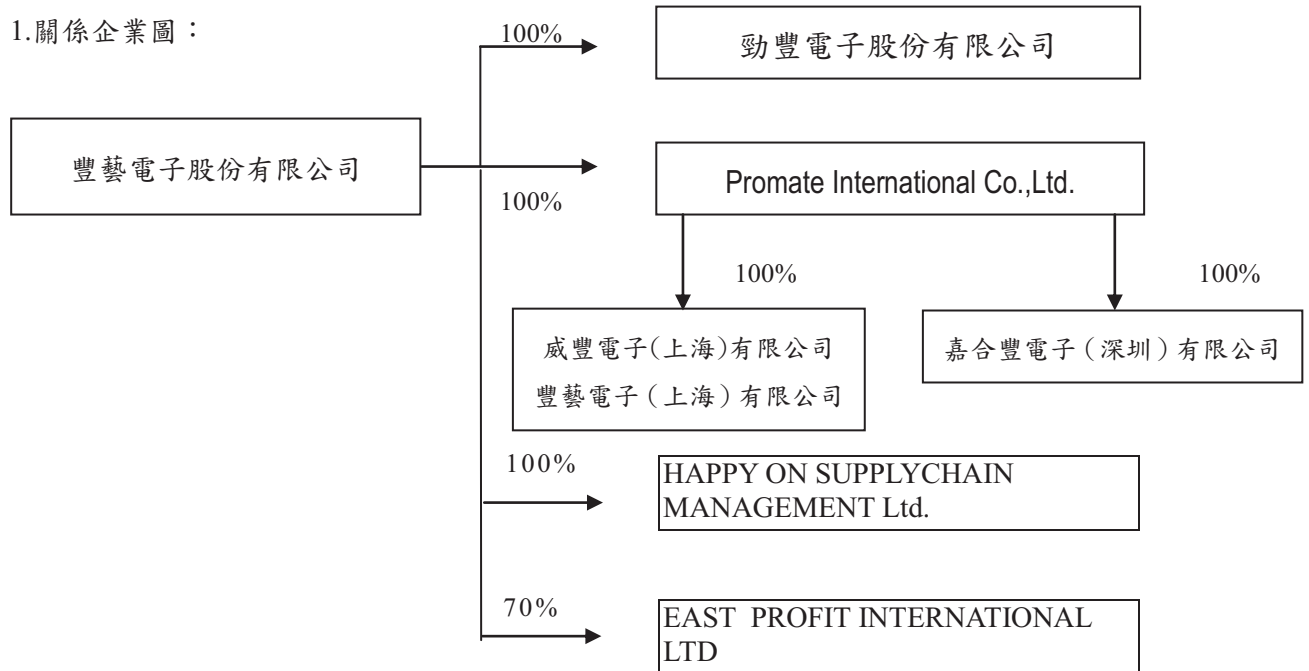 1.關係企業圖：
100%
勁豐電子股份有限公司
豐藝電子股份有限公司
100%
Promate International Co.,Ltd.
100%
100%
威豐電子(上海)有限公司
豐藝電子（上海）有限公司
嘉合豐電子（深圳）有限公司
100%
HAPPY ON SUPPLYCHAIN
MANAGEMENT Ltd.
70%
EAST PROFIT INTERNATIONAL
LTD